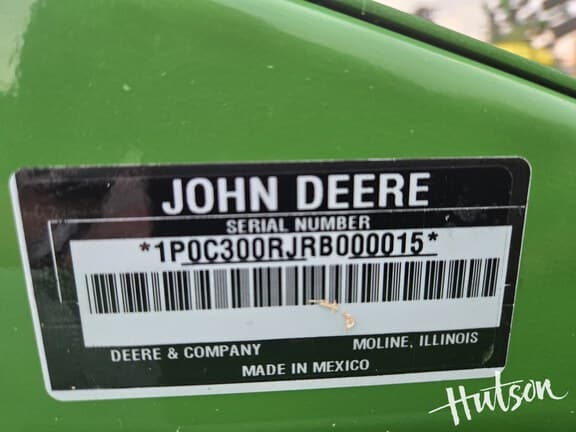 JOHN DEERE
SERIAL NUMBER
*1P0C300RJRB000015*
DEERE & COMPANY MOLINE, ILLINOIS
MADE IN MEXICO
Hutson